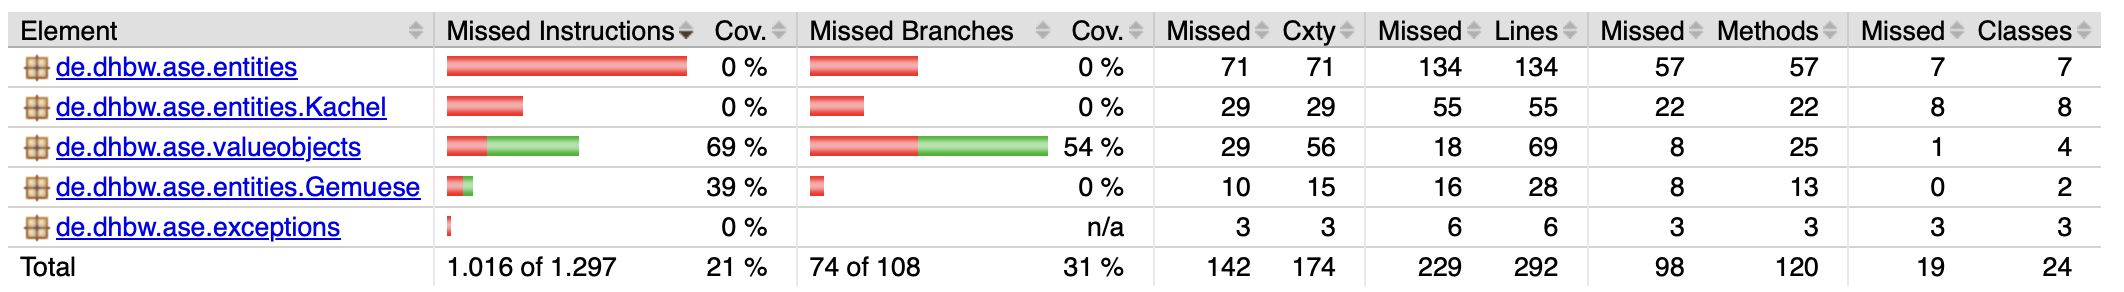 Element Missed Instructions Cov. Missed Branches Cov. Missed Cxty Missed Lines Missed Methods Missed Classes
de.dhbw.ase.entities 0 % 0 % 71 71 134 134 57 57 7 7
de.dhbw.ase.entities.Kachel 0 % 0 % 29 29 55 55 22 22 8 8
de.dhbw.ase.valueobjects 69 % 54 % 29 56 18 69 8 25 1 4
de.dhbw.ase.entities.Gemuese 39 % 0 % 10 15 16 28 8 13 0 2
de.dhbw.ase.exceptions 0 % n/a 3 3 6 6 3 3 3 3
Total 1.016 of 1.297 21 % 74 of 108 31 % 142 174 229 292 98 120 19 24